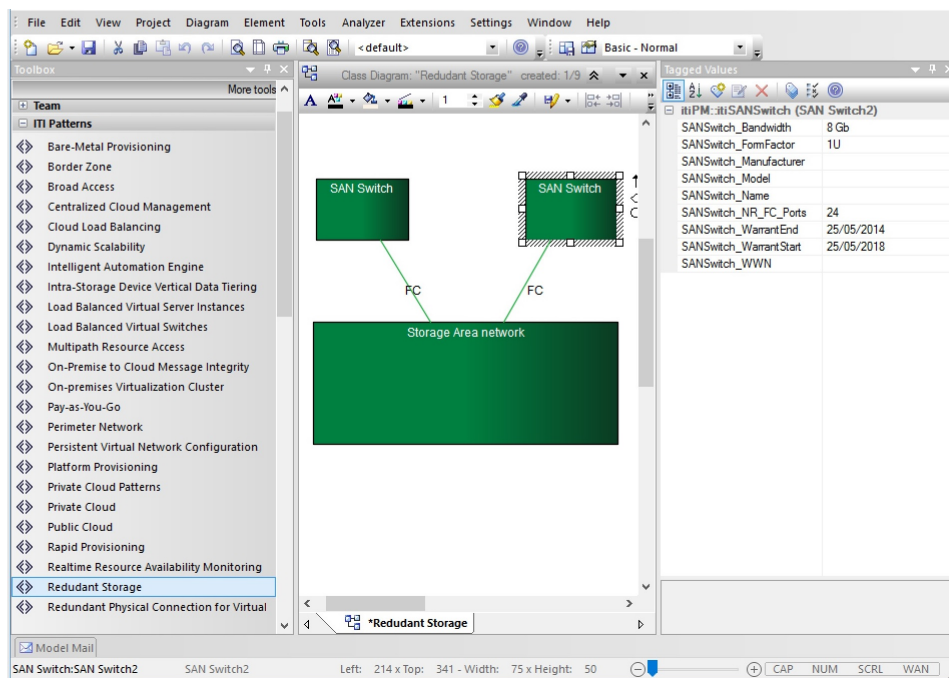 File Edit View Project Diagram Element Tools Analyzer Extensions Settings Window Help
<default> Basic - Normal
Toolbox
More tools
Team
ITI Patterns
Bare-Metal Provisioning
Border Zone
Broad Access
Centralized Cloud Management
Cloud Load Balancing
Dynamic Scalability
Intelligent Automation Engine
Intra-Storage Device Vertical Data Tiering
Load Balanced Virtual Server Instances
Load Balanced Virtual Switches
Multipath Resource Access
On-Premise to Cloud Message Integrity
On-premises Virtualization Cluster
Pay-as-You-Go
Perimeter Network
Persistent Virtual Network Configuration
Platform Provisioning
Private Cloud Patterns
Private Cloud
Public Cloud
Rapid Provisioning
Realtime Resource Availability Monitoring
Redudant Storage
Redundant Physical Connection for Virtual
Class Diagram: "Redudant Storage" created: 1/9
A 1
SAN Switch SAN Switch
FC FC
Storage Area network
*Redudant Storage
Tagged Values
itiPM::itiSANSwitch (SAN Switch2)
SANSwitch_Bandwidth 8 Gb
SANSwitch_FormFactor 1U
SANSwitch_Manufacturer
SANSwitch_Model
SANSwitch_Name
SANSwitch_NR_FC_Ports 24
SANSwitch_WarrantEnd 25/05/2014
SANSwitch_WarrantStart 25/05/2018
SANSwitch_WWN
Model Mail
SAN Switch:SAN Switch2 SAN Switch2 Left: 214 x Top: 341 - Width: 75 x Height: 50 CAP NUM SCRL WAN